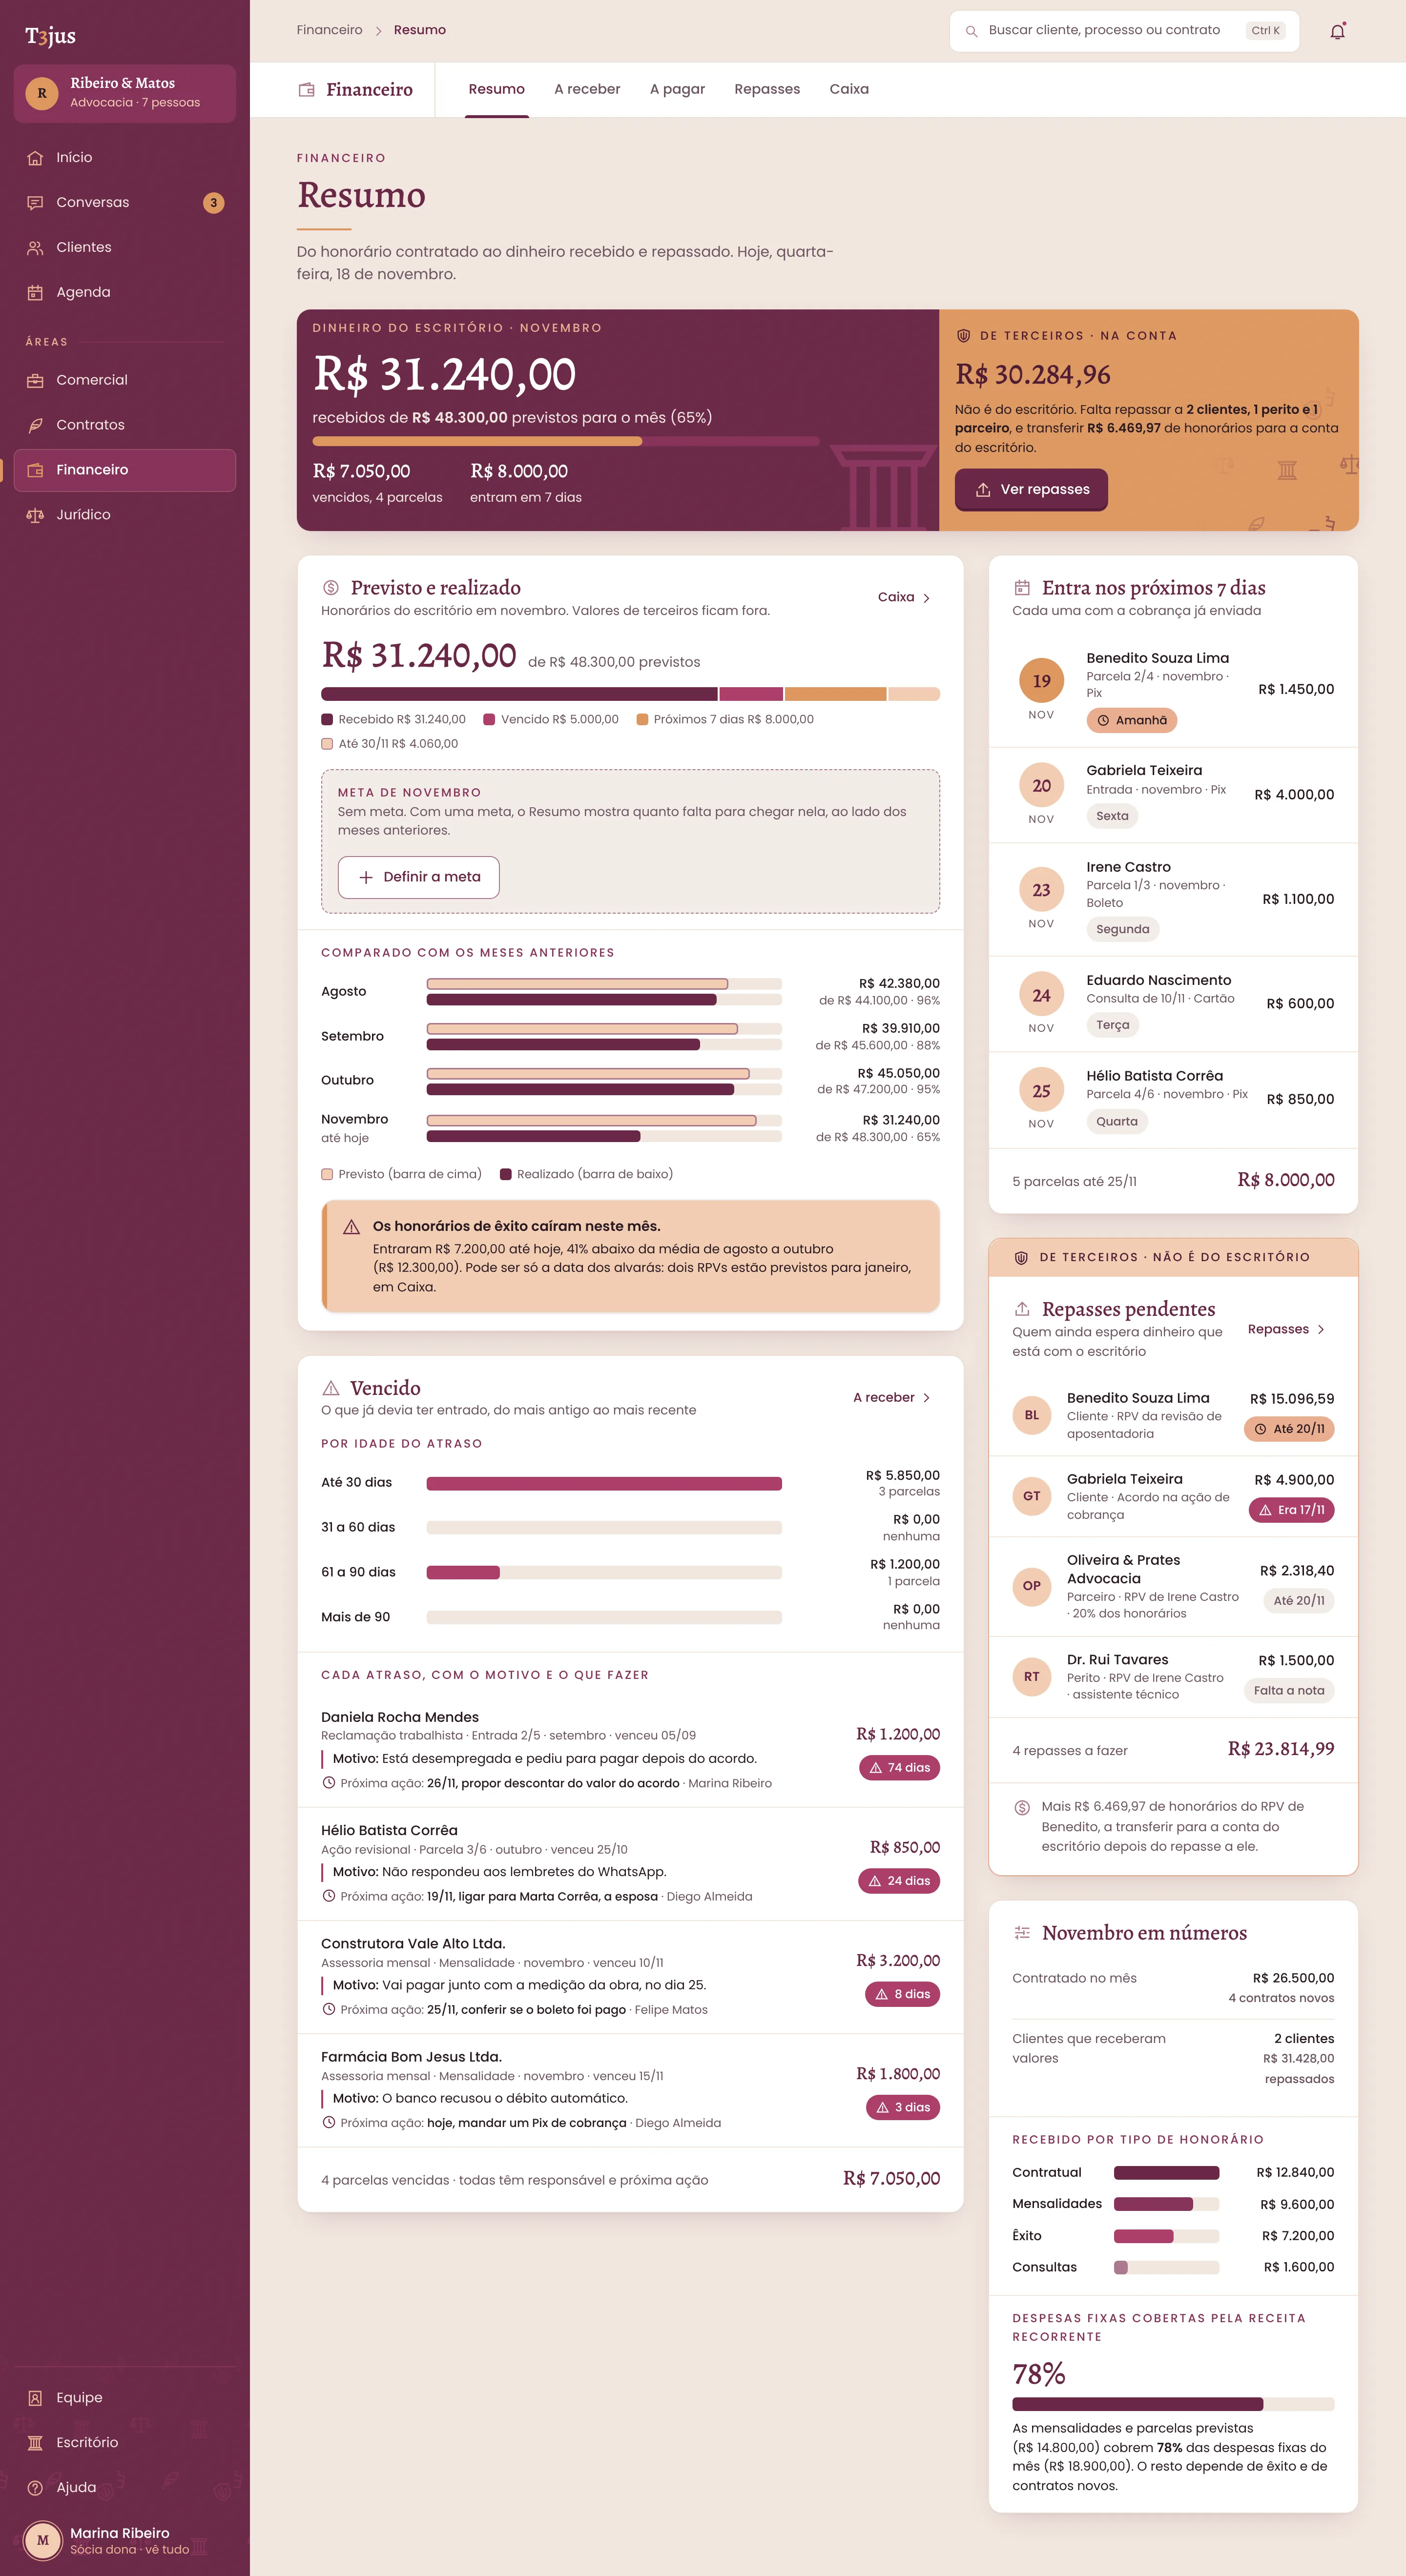 T3jus
R
Ribeiro & Matos
Advocacia · 7 pessoas
Início
Conversas
3
Clientes
Agenda
ÁREAS
Comercial
Contratos
Financeiro
Jurídico
Equipe
Escritório
Ajuda
M
Marina Ribeiro
Sócia dona · vê tudo
Financeiro
Resumo
Buscar cliente, processo ou contrato
Ctrl K
Financeiro
Resumo
A receber
A pagar
Repasses
Caixa
FINANCEIRO
Resumo
Do honorário contratado ao dinheiro recebido e repassado. Hoje, quarta-
feira, 18 de novembro.
DINHEIRO DO ESCRITÓRIO · NOVEMBRO
R$ 31.240,00
recebidos de R$ 48.300,00 previstos para o mês (65%)
R$ 7.050,00
vencidos, 4 parcelas
R$ 8.000,00
entram em 7 dias
DE TERCEIROS · NA CONTA
R$ 30.284,96
Não é do escritório. Falta repassar a 2 clientes, 1 perito e 1
parceiro, e transferir R$ 6.469,97 de honorários para a conta
do escritório.
Ver repasses
Previsto e realizado
Honorários do escritório em novembro. Valores de terceiros ficam fora.
Caixa
R$ 31.240,00 de R$ 48.300,00 previstos
Recebido R$ 31.240,00
Vencido R$ 5.000,00
Próximos 7 dias R$ 8.000,00
Até 30/11 R$ 4.060,00
META DE NOVEMBRO
Sem meta. Com uma meta, o Resumo mostra quanto falta para chegar nela, ao lado dos
meses anteriores.
Definir a meta
COMPARADO COM OS MESES ANTERIORES
Agosto
R$ 42.380,00
de R$ 44.100,00 · 96%
Setembro
R$ 39.910,00
de R$ 45.600,00 · 88%
Outubro
R$ 45.050,00
de R$ 47.200,00 · 95%
Novembro
até hoje
R$ 31.240,00
de R$ 48.300,00 · 65%
Previsto (barra de cima)
Realizado (barra de baixo)
Os honorários de êxito caíram neste mês.
Entraram R$ 7.200,00 até hoje, 41% abaixo da média de agosto a outubro
(R$ 12.300,00). Pode ser só a data dos alvarás: dois RPVs estão previstos para janeiro,
em Caixa.
Vencido
O que já devia ter entrado, do mais antigo ao mais recente
A receber
POR IDADE DO ATRASO
Até 30 dias
R$ 5.850,00
3 parcelas
31 a 60 dias
R$ 0,00
nenhuma
61 a 90 dias
R$ 1.200,00
1 parcela
Mais de 90
R$ 0,00
nenhuma
CADA ATRASO, COM O MOTIVO E O QUE FAZER
Daniela Rocha Mendes
Reclamação trabalhista · Entrada 2/5 · setembro · venceu 05/09
Motivo: Está desempregada e pediu para pagar depois do acordo.
Próxima ação: 26/11, propor descontar do valor do acordo · Marina Ribeiro
R$ 1.200,00
74 dias
Hélio Batista Corrêa
Ação revisional · Parcela 3/6 · outubro · venceu 25/10
Motivo: Não respondeu aos lembretes do WhatsApp.
Próxima ação: 19/11, ligar para Marta Corrêa, a esposa · Diego Almeida
R$ 850,00
24 dias
Construtora Vale Alto Ltda.
Assessoria mensal · Mensalidade · novembro · venceu 10/11
Motivo: Vai pagar junto com a medição da obra, no dia 25.
Próxima ação: 25/11, conferir se o boleto foi pago · Felipe Matos
R$ 3.200,00
8 dias
Farmácia Bom Jesus Ltda.
Assessoria mensal · Mensalidade · novembro · venceu 15/11
Motivo: O banco recusou o débito automático.
Próxima ação: hoje, mandar um Pix de cobrança · Diego Almeida
R$ 1.800,00
3 dias
4 parcelas vencidas · todas têm responsável e próxima ação
R$ 7.050,00
Entra nos próximos 7 dias
Cada uma com a cobrança já enviada
19
NOV
Benedito Souza Lima
Parcela 2/4 · novembro ·
Pix
Amanhã
R$ 1.450,00
20
NOV
Gabriela Teixeira
Entrada · novembro · Pix
Sexta
R$ 4.000,00
23
NOV
Irene Castro
Parcela 1/3 · novembro ·
Boleto
Segunda
R$ 1.100,00
24
NOV
Eduardo Nascimento
Consulta de 10/11 · Cartão
Terça
R$ 600,00
25
NOV
Hélio Batista Corrêa
Parcela 4/6 · novembro · Pix
Quarta
R$ 850,00
5 parcelas até 25/11
R$ 8.000,00
DE TERCEIROS · NÃO É DO ESCRITÓRIO
Repasses pendentes
Quem ainda espera dinheiro que
está com o escritório
Repasses
BL
Benedito Souza Lima
Cliente · RPV da revisão de
aposentadoria
R$ 15.096,59
Até 20/11
GT
Gabriela Teixeira
Cliente · Acordo na ação de
cobrança
R$ 4.900,00
Era 17/11
OP
Oliveira & Prates
Advocacia
Parceiro · RPV de Irene Castro
· 20% dos honorários
R$ 2.318,40
Até 20/11
RT
Dr. Rui Tavares
Perito · RPV de Irene Castro
· assistente técnico
R$ 1.500,00
Falta a nota
4 repasses a fazer
R$ 23.814,99
Mais R$ 6.469,97 de honorários do RPV de
Benedito, a transferir para a conta do
escritório depois do repasse a ele.
Novembro em números
Contratado no mês
R$ 26.500,00
4 contratos novos
Clientes que receberam
valores
2 clientes
R$ 31.428,00
repassados
RECEBIDO POR TIPO DE HONORÁRIO
Contratual
R$ 12.840,00
Mensalidades
R$ 9.600,00
Êxito
R$ 7.200,00
Consultas
R$ 1.600,00
DESPESAS FIXAS COBERTAS PELA RECEITA
RECORRENTE
78%
As mensalidades e parcelas previstas
(R$ 14.800,00) cobrem 78% das despesas fixas do
mês (R$ 18.900,00). O resto depende de êxito e de
contratos novos.